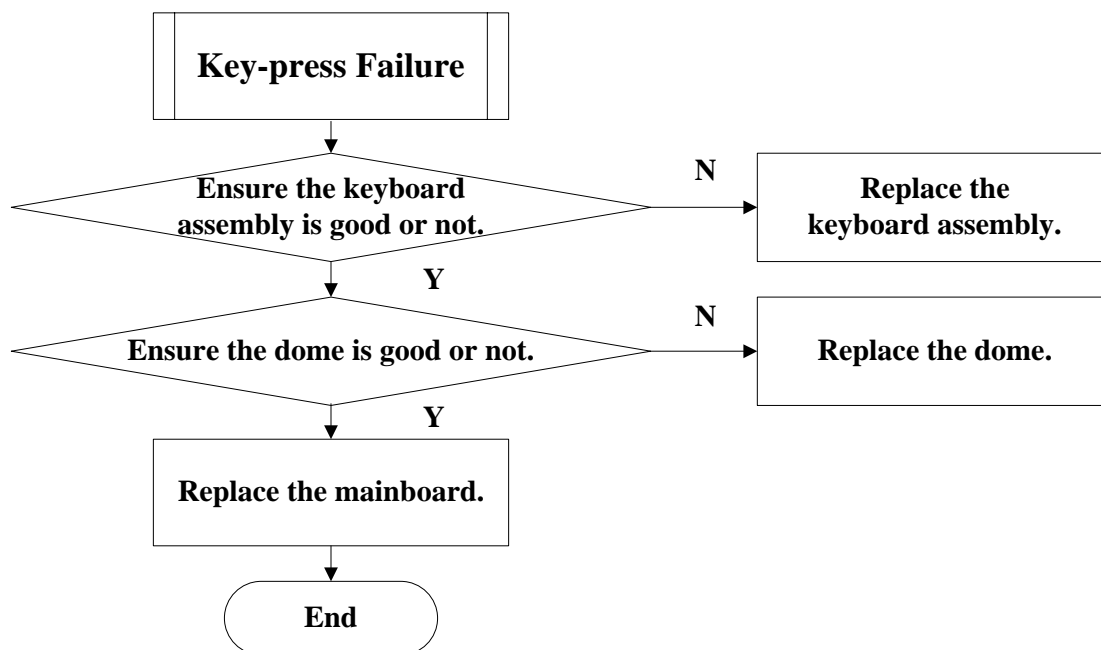 Key-press Failure
Ensure the keyboard
assembly is good or not.
N
Replace the
keyboard assembly.
Y
Ensure the dome is good or not.
N
Replace the dome.
Y
Replace the mainboard.
End